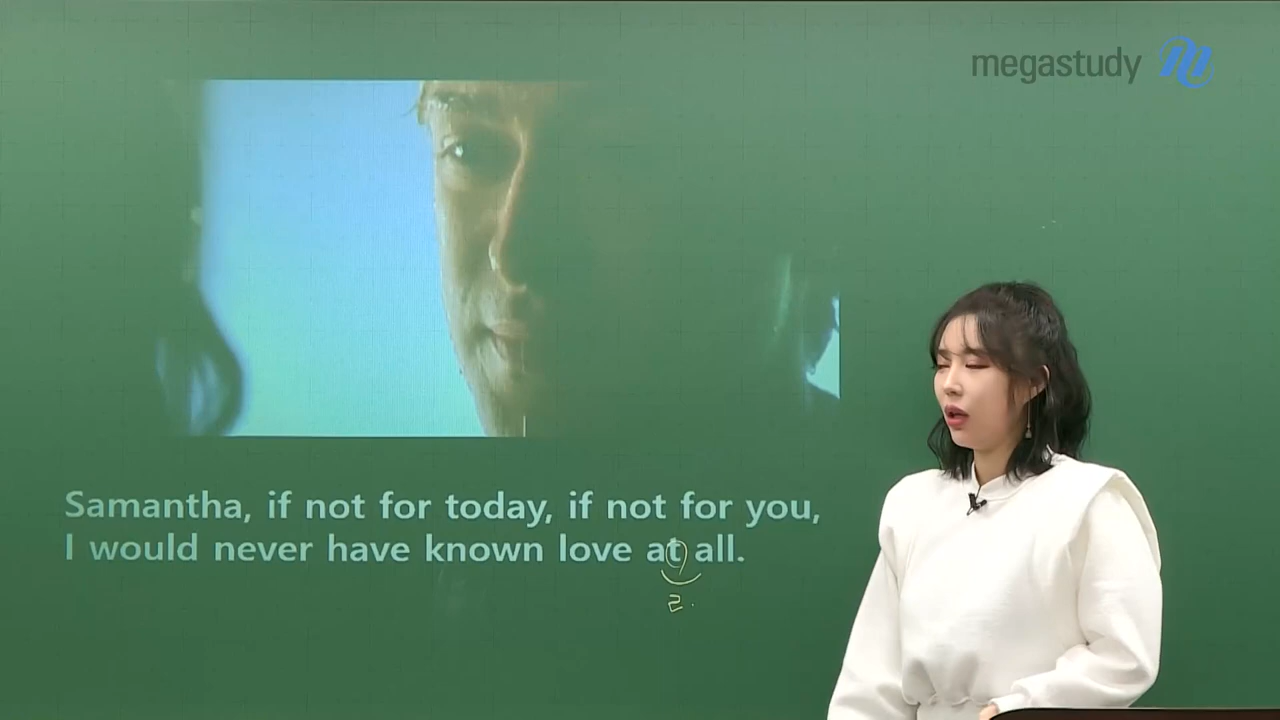 megastudy
Samantha, if not for today, if not for you,
I would never have known love at all.
ㄹ.